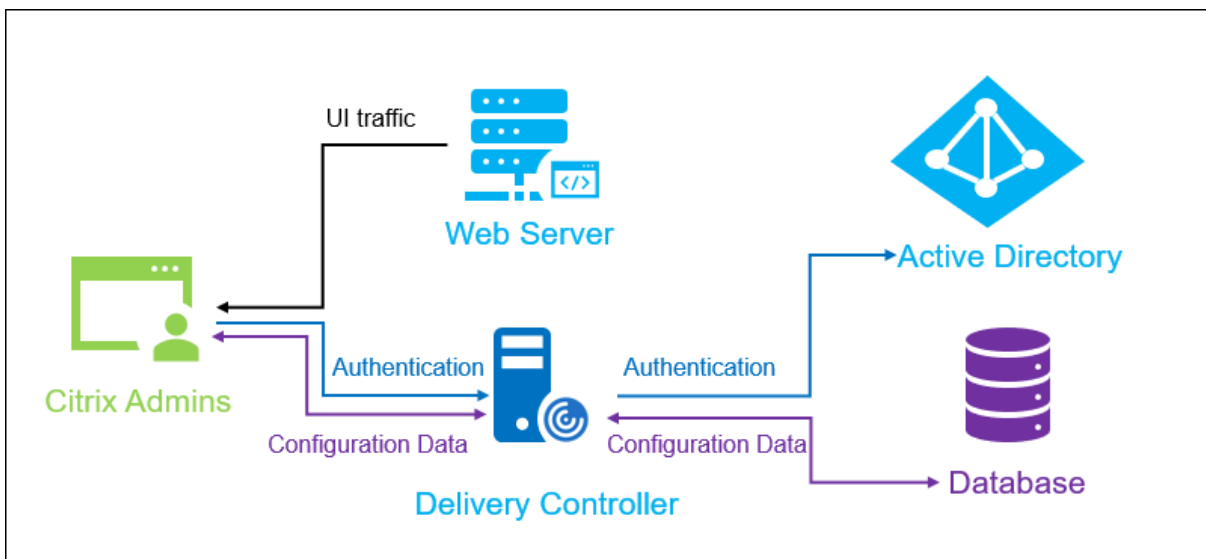 UI traffic
</>
Web Server
Active Directory
Citrix Admins
Authentication
Authentication
Configuration Data
Configuration Data
Database
Delivery Controller